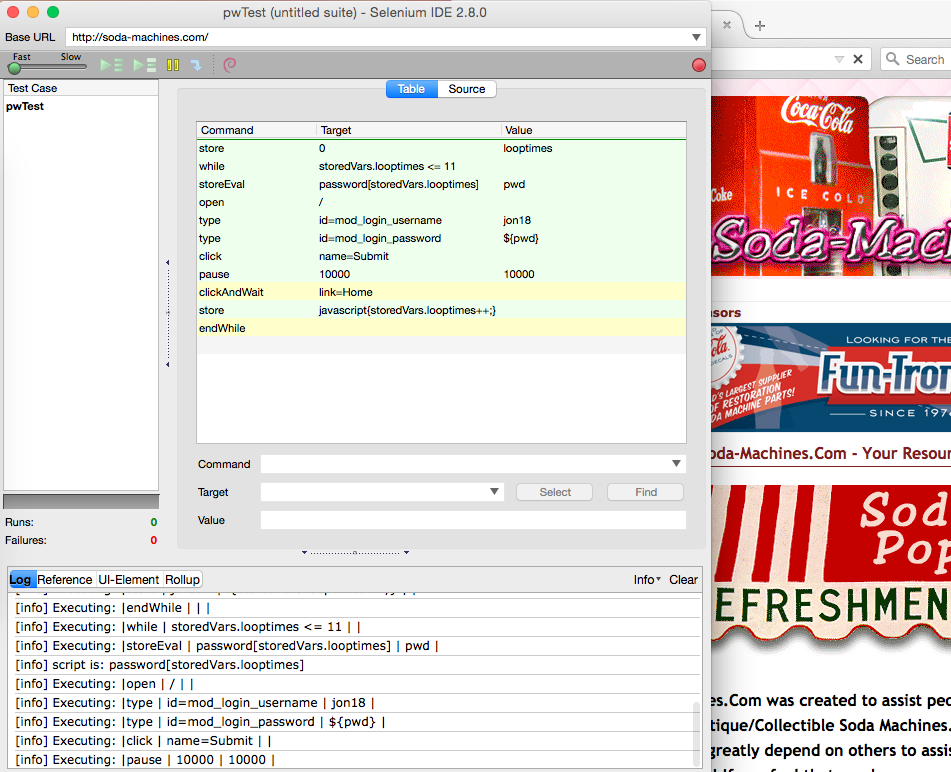 pwTest (untitled suite) - Selenium IDE 2.8.0
Base URL http://soda-machines.com/
Fast Slow
Search
Test Case
pwTest
Table Source
Command Target Value
store 0 looptimes
while storedVars.looptimes <= 11
storeEval password[storedVars.looptimes] pwd
open /
type id=mod_login_username jon18
type id=mod_login_password ${pwd}
click name=Submit
pause 10000 10000
clickAndWait link=Home
store javascript{storedVars.looptimes++;}
endWhile
Command
Target Select Find
Value
Runs: 0
Failures: 0
Log Reference UI-Element Rollup Info Clear
[info] Executing: |endWhile | | |
[info] Executing: |while | storedVars.looptimes <= 11 | |
[info] Executing: |storeEval | password[storedVars.looptimes] | pwd |
[info] script is: password[storedVars.looptimes]
[info] Executing: |open | / | |
[info] Executing: |type | id=mod_login_username | jon18 |
[info] Executing: |type | id=mod_login_password | ${pwd} |
[info] Executing: |click | name=Submit | |
[info] Executing: |pause | 10000 | 10000 |
Coca-Cola
Coke
ICE COLD
Soda-Mac
sors
LOOKING FOR THE
D'S LARGEST SUPPLIER
OF RESTORATION
DA MACHINE PARTS!
Fun-Tron
SINCE 197
oda-Machines.Com - Your Resour
Sod
Pop
EFRESHMEN
es.Com was created to assist peo
tique/Collectible Soda Machines.
greatly depend on others to assis